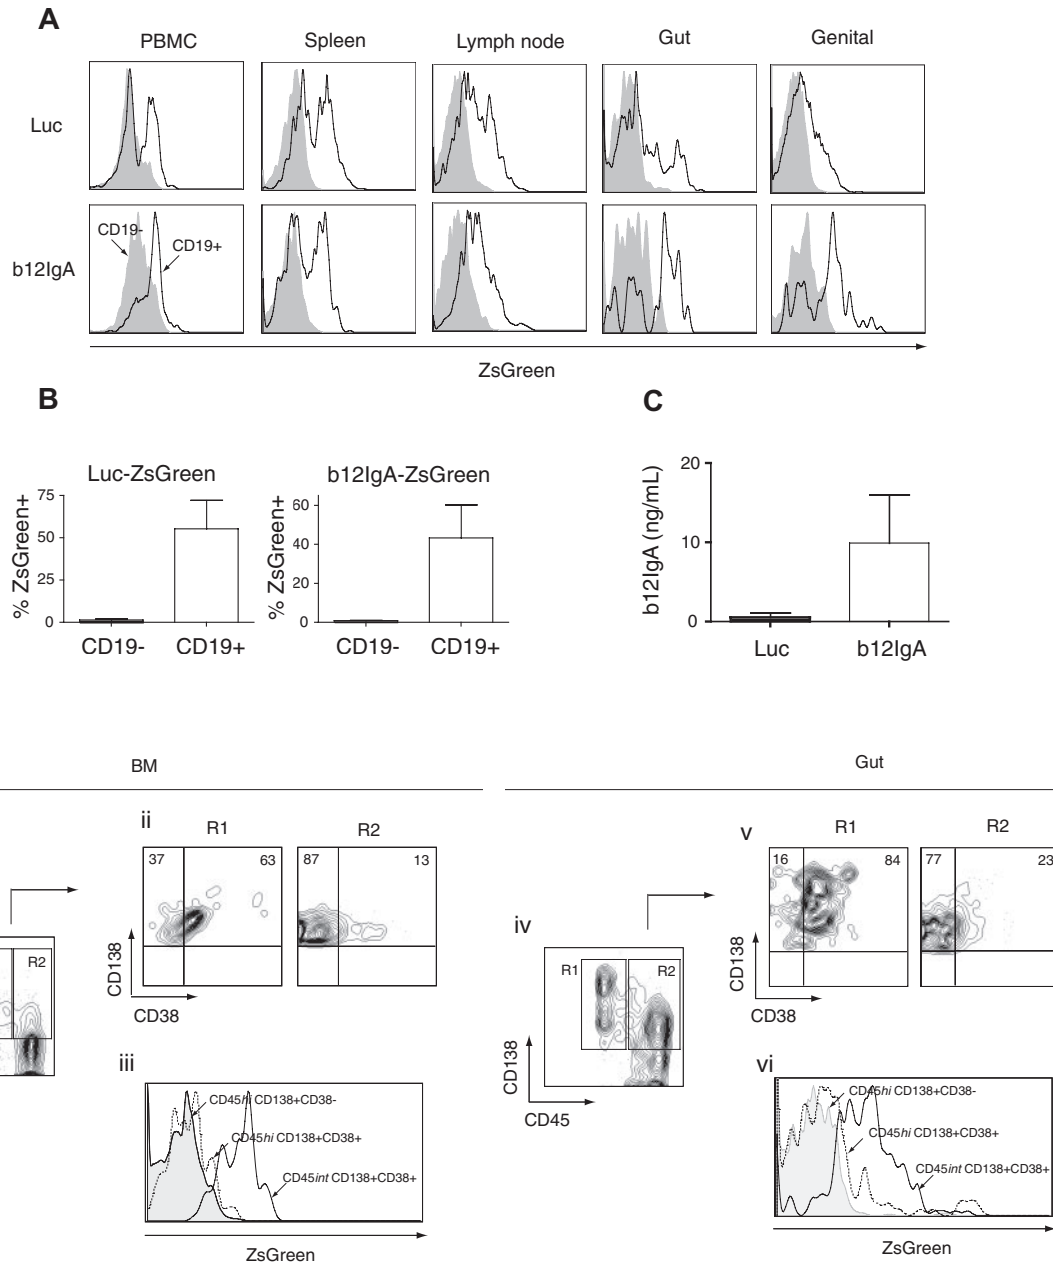 A
PBMC
Spleen
Lymph node
Gut
Genital
Luc
b12IgA
CD19-
CD19+
ZsGreen
B
C
Luc-ZsGreen
b12IgA-ZsGreen
% ZsGreen+
75
50
25
0
CD19-
CD19+
% ZsGreen+
60
40
20
0
CD19-
CD19+
b12IgA (ng/mL)
20
10
0
Luc
b12IgA
BM
Gut
ii
R1
R2
37
63
87
13
CD138
CD38
R2
iii
CD45hi CD138+CD38-
CD45hi CD138+CD38+
CD45int CD138+CD38+
ZsGreen
iv
R1
R2
CD138
CD45
v
R1
R2
16
84
77
23
CD138
CD38
vi
CD45hi CD138+CD38-
CD45hi CD138+CD38+
CD45int CD138+CD38+
ZsGreen